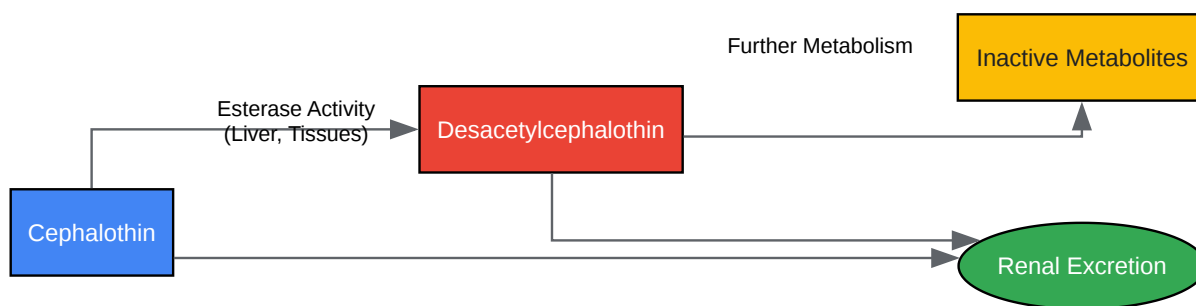 Further Metabolism
Inactive Metabolites
Esterase Activity
(Liver, Tissues)
Desacetylcephalothin
Cephalothin
Renal Excretion